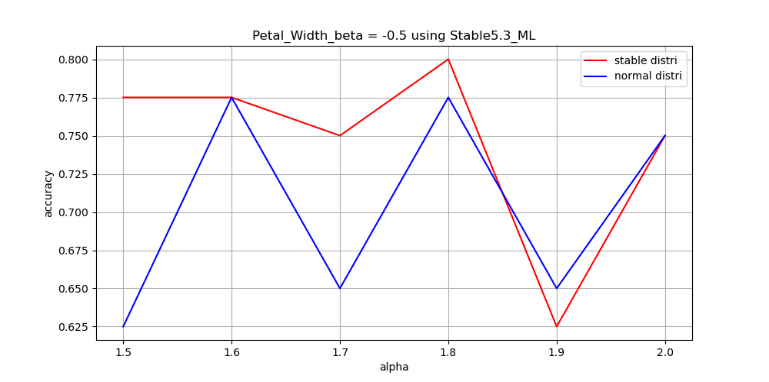 Petal_Width_beta = -0.5 using Stable5.3_ML
stable distri
normal distri
accuracy
0.800
0.775
0.750
0.725
0.700
0.675
0.650
0.625
1.5 1.6 1.7 1.8 1.9 2.0
alpha